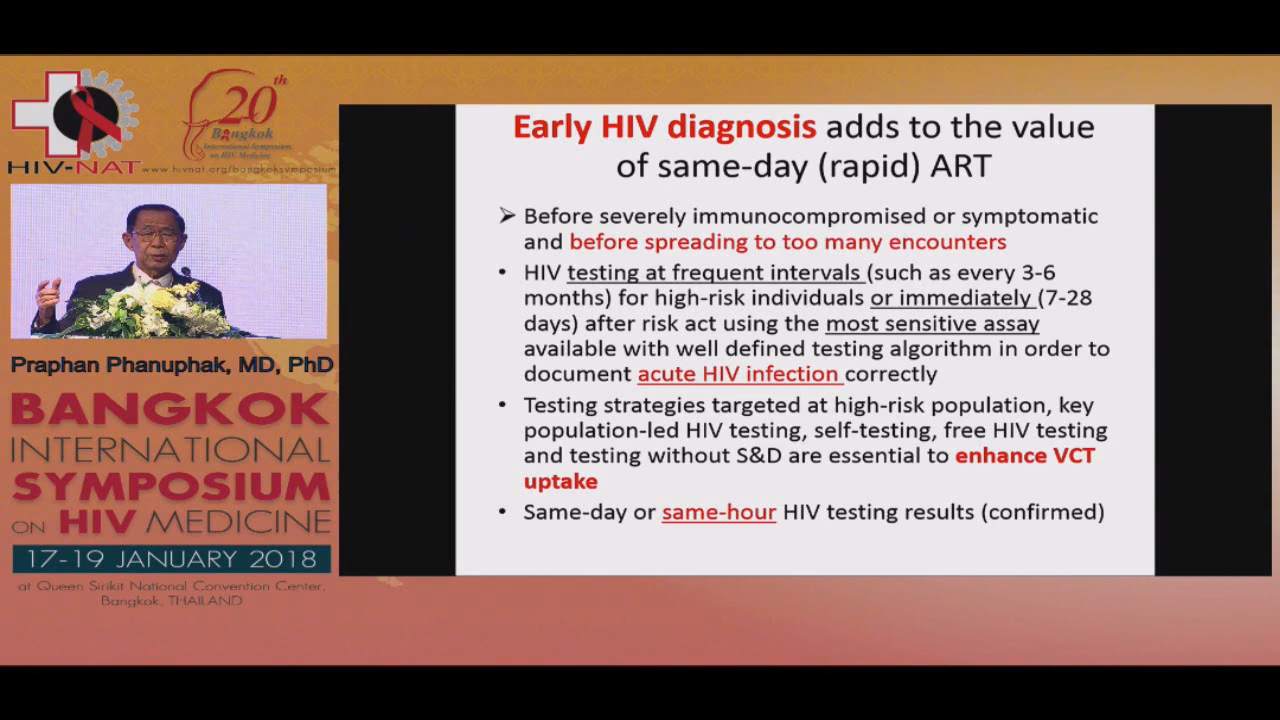 HIV-NAT
20th
Bangkok
International Symposium
on HIV Medicine
www.hivnat.org/bangkoksymposium
Praphan Phanuphak, MD, PhD
BANGKOK
INTERNATIONAL
SYMPOSIUM
ON HIV MEDICINE
17-19 JANUARY 2018
at Queen Sirikit National Convention Center,
Bangkok, THAILAND
Early HIV diagnosis adds to the value
of same-day (rapid) ART
➢ Before severely immunocompromised or symptomatic
and before spreading to too many encounters
• HIV testing at frequent intervals (such as every 3-6
months) for high-risk individuals or immediately (7-28
days) after risk act using the most sensitive assay
available with well defined testing algorithm in order to
document acute HIV infection correctly
• Testing strategies targeted at high-risk population, key
population-led HIV testing, self-testing, free HIV testing
and testing without S&D are essential to enhance VCT
uptake
• Same-day or same-hour HIV testing results (confirmed)